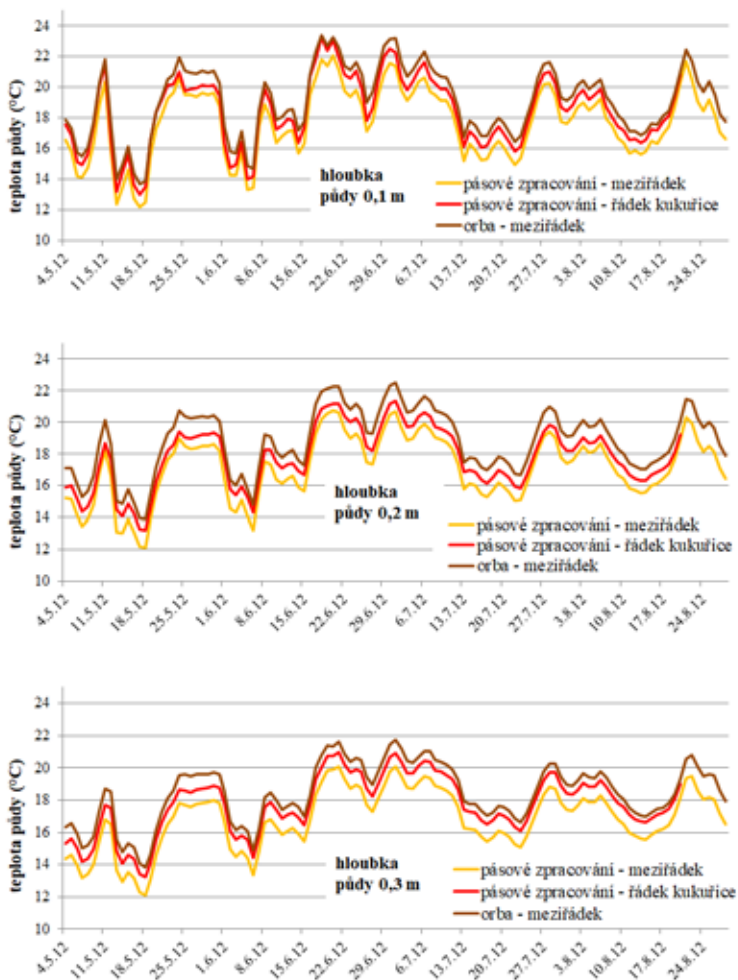 24
22
20
18
16
14
12
10
teplota půdy (°C)
hloubka
půdy 0,1 m
pásové zpracování - meziřádek
pásové zpracování - řádek kukuřice
orba - meziřádek
4.5.12 11.5.12 18.5.12 25.5.12 1.6.12 8.6.12 15.6.12 22.6.12 29.6.12 6.7.12 13.7.12 20.7.12 27.7.12 3.8.12 10.8.12 17.8.12 24.8.12
24
22
20
18
16
14
12
10
teplota půdy (°C)
hloubka
půdy 0,2 m
pásové zpracování - meziřádek
pásové zpracování - řádek kukuřice
orba - meziřádek
4.5.12 11.5.12 18.5.12 25.5.12 1.6.12 8.6.12 15.6.12 22.6.12 29.6.12 6.7.12 13.7.12 20.7.12 27.7.12 3.8.12 10.8.12 17.8.12 24.8.12
24
22
20
18
16
14
12
10
teplota půdy (°C)
hloubka
půdy 0,3 m
pásové zpracování - meziřádek
pásové zpracování - řádek kukuřice
orba - meziřádek
4.5.12 11.5.12 18.5.12 25.5.12 1.6.12 8.6.12 15.6.12 22.6.12 29.6.12 6.7.12 13.7.12 20.7.12 27.7.12 3.8.12 10.8.12 17.8.12 24.8.12